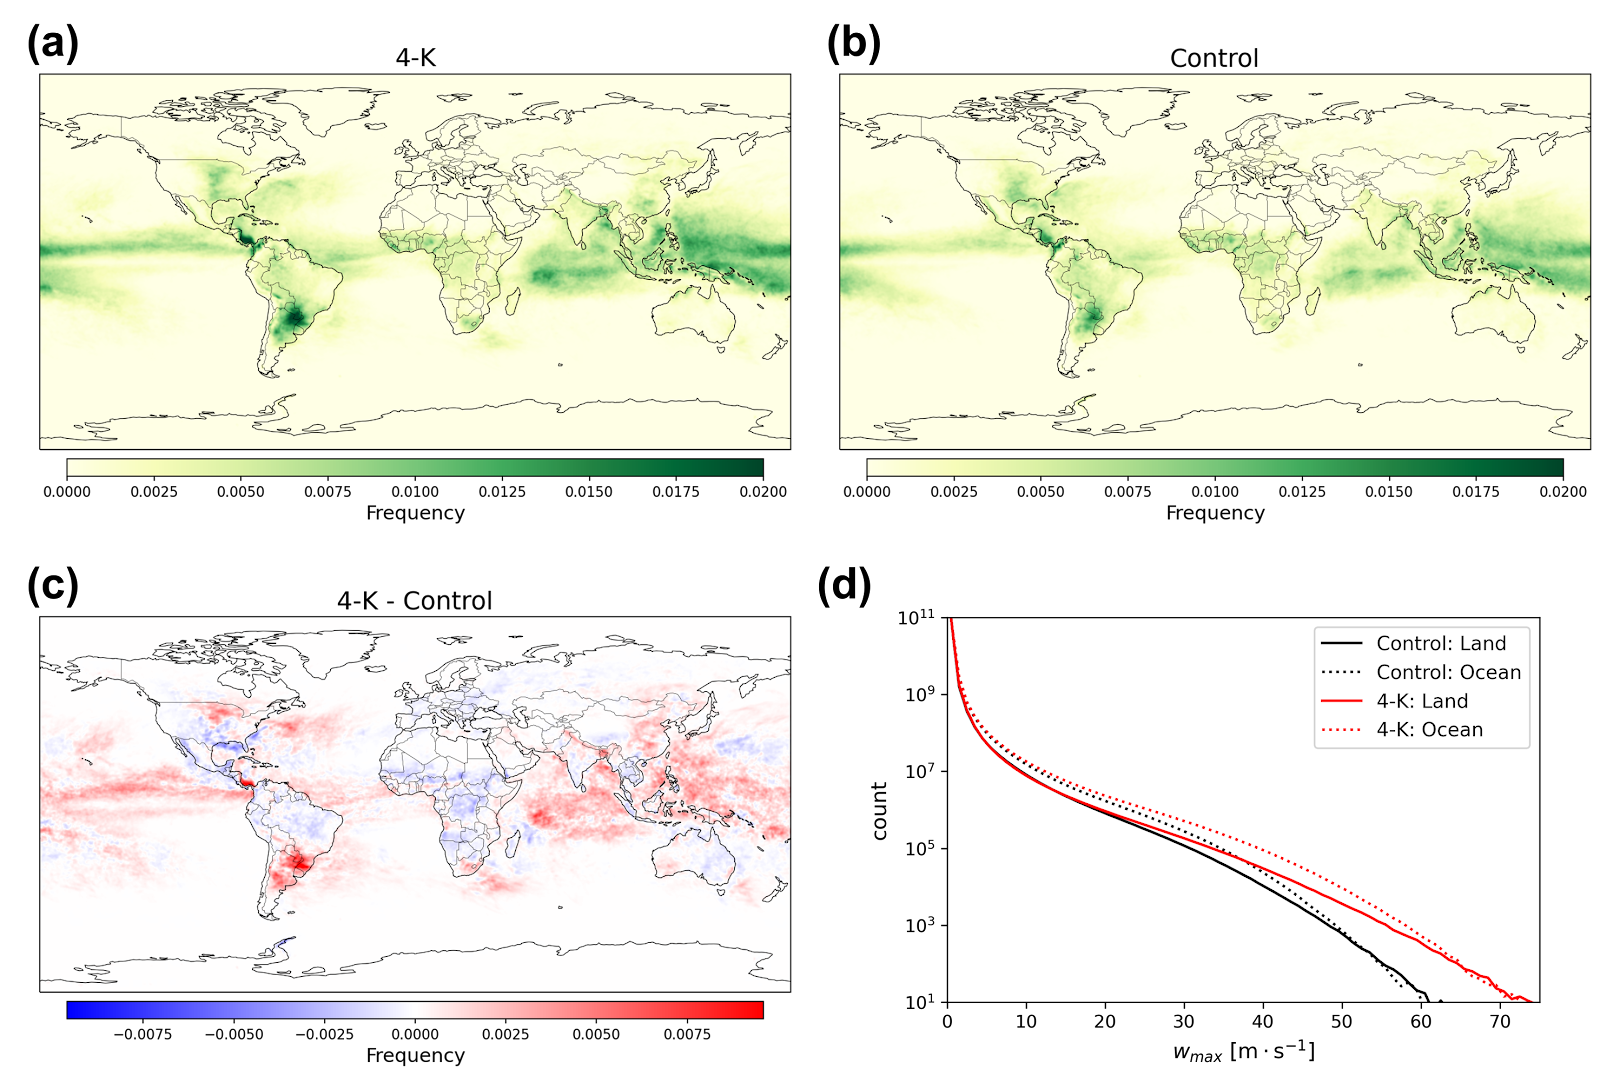 (a)
4-K
0.0000 0.0025 0.0050 0.0075 0.0100 0.0125 0.0150 0.0175 0.0200
Frequency
(b)
Control
0.0000 0.0025 0.0050 0.0075 0.0100 0.0125 0.0150 0.0175 0.0200
Frequency
(c)
4-K - Control
−0.0075 −0.0050 −0.0025 0.0000 0.0025 0.0050 0.0075
Frequency
(d)
10¹¹
10⁹
10⁷
10⁵
10³
10¹
count
Control: Land
Control: Ocean
4-K: Land
4-K: Ocean
0 10 20 30 40 50 60 70
w_max [m · s⁻¹]